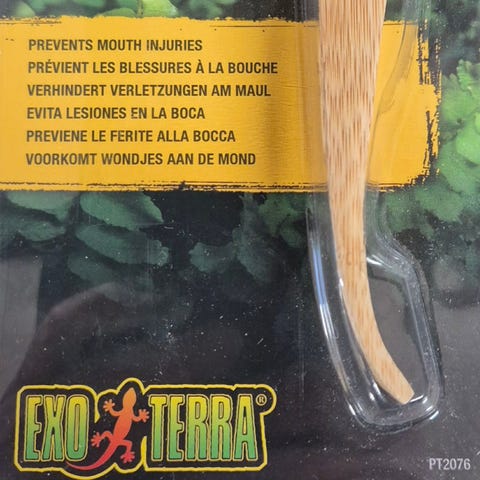 PREVENTS MOUTH INJURIES
PRÉVIENT LES BLESSURES À LA BOUCHE
VERHINDERT VERLETZUNGEN AM MAUL
EVITA LESIONES EN LA BOCA
PREVIENE LE FERITE ALLA BOCCA
VOORKOMT WONDJES AAN DE MOND
EXO TERRA®
PT2076